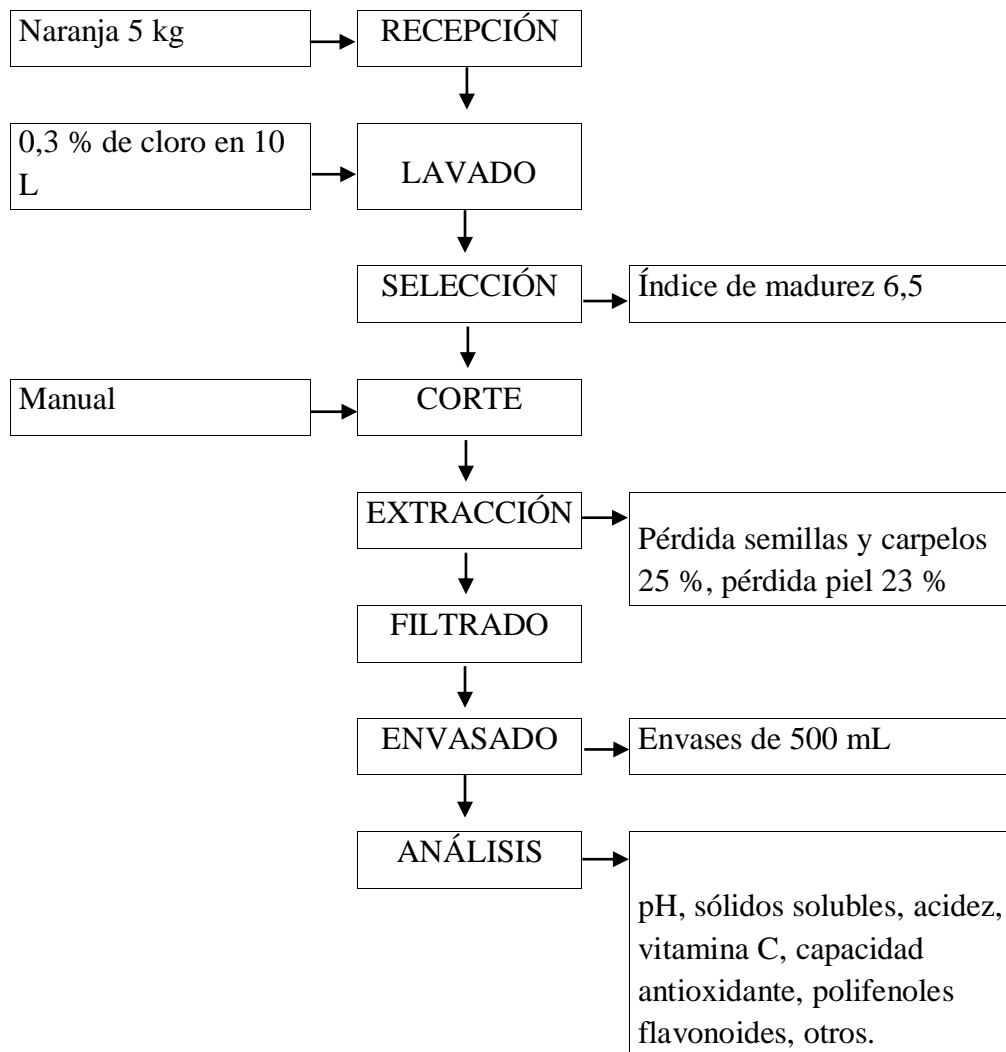 Naranja 5 kg
RECEPCIÓN
0,3 % de cloro en 10
L
LAVADO
SELECCIÓN
Índice de madurez 6,5
Manual
CORTE
EXTRACCIÓN
Pérdida semillas y carpelos
25 %, pérdida piel 23 %
FILTRADO
ENVASADO
Envases de 500 mL
ANÁLISIS
pH, sólidos solubles, acidez,
vitamina C, capacidad
antioxidante, polifenoles
flavonoides, otros.